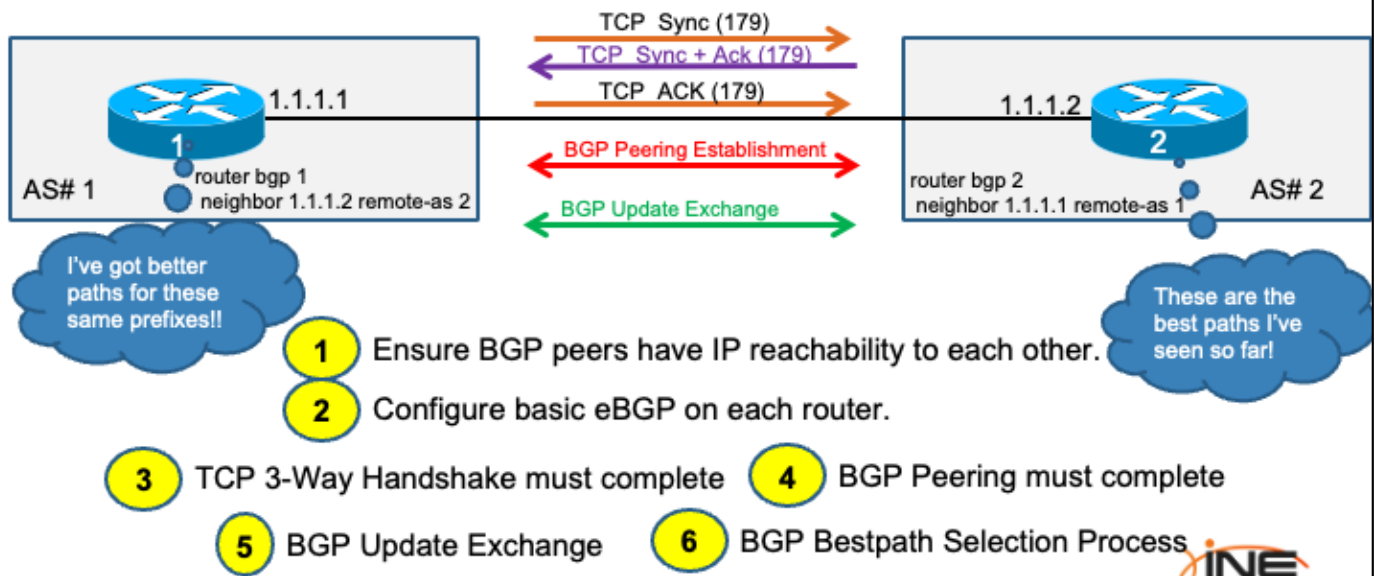 TCP Sync (179)
TCP Sync + Ack (179)
TCP ACK (179)
1.1.1.1
1.1.1.2
1
2
BGP Peering Establishment
router bgp 1
neighbor 1.1.1.2 remote-as 2
AS# 1
router bgp 2
neighbor 1.1.1.1 remote-as 1
AS# 2
BGP Update Exchange
I've got better
paths for these
same prefixes!!
These are the
best paths I've
seen so far!
1 Ensure BGP peers have IP reachability to each other.
2 Configure basic eBGP on each router.
3 TCP 3-Way Handshake must complete
4 BGP Peering must complete
5 BGP Update Exchange
6 BGP Bestpath Selection Process
INE